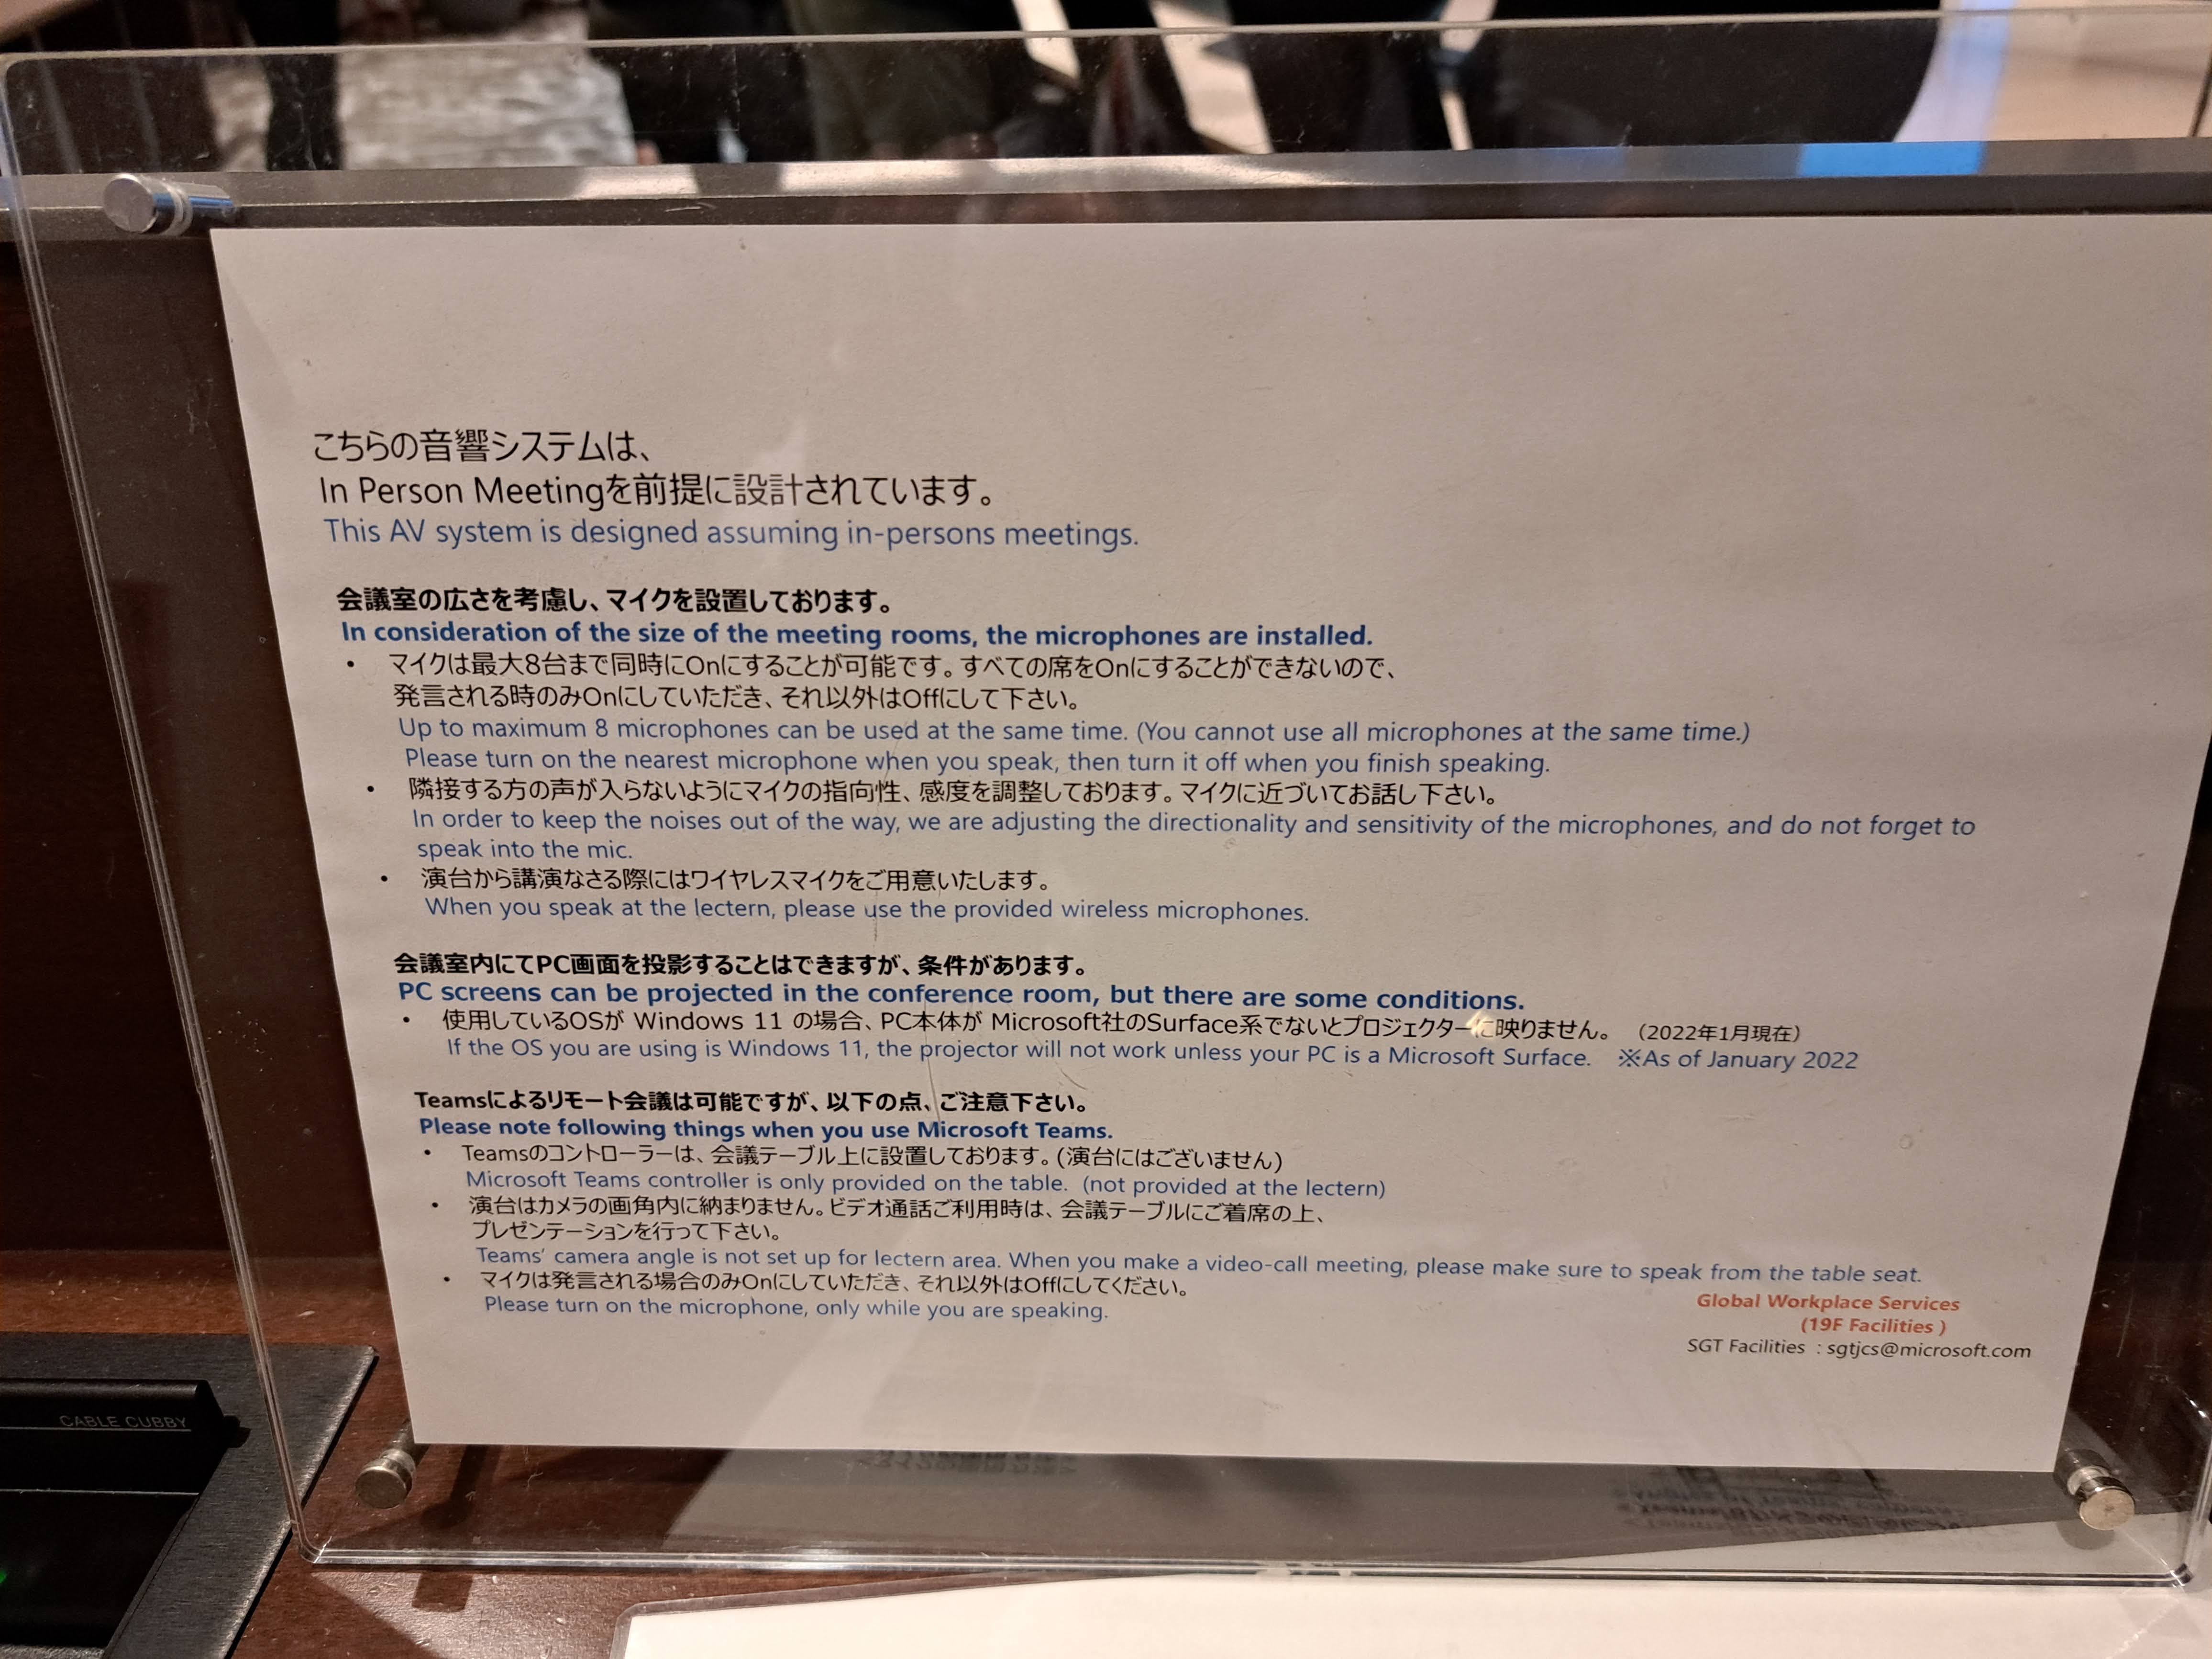 こちらの音響システムは、
In Person Meetingを前提に設計されています。
This AV system is designed assuming in-persons meetings.
会議室の広さを考慮し、マイクを設置しております。
In consideration of the size of the meeting rooms, the microphones are installed.
• マイクは最大8台まで同時にOnにすることが可能です。すべての席をOnにすることができないので、
発言される時のみOnにしていただき、それ以外はOffにして下さい。
Up to maximum 8 microphones can be used at the same time. (You cannot use all microphones at the same time.)
Please turn on the nearest microphone when you speak, then turn it off when you finish speaking.
• 隣接する方の声が入らないようにマイクの指向性、感度を調整しております。マイクに近づいてお話し下さい。
In order to keep the noises out of the way, we are adjusting the directionality and sensitivity of the microphones, and do not forget to
speak into the mic.
• 演台から講演なさる際にはワイヤレスマイクをご用意いたします。
When you speak at the lectern, please use the provided wireless microphones.
会議室内にてPC画面を投影することはできますが、条件があります。
PC screens can be projected in the conference room, but there are some conditions.
• 使用しているOSが Windows 11 の場合、PC本体が Microsoft社のSurface系でないとプロジェクターに映りません。 （2022年1月現在）
If the OS you are using is Windows 11, the projector will not work unless your PC is a Microsoft Surface. ※As of January 2022
Teamsによるリモート会議は可能ですが、以下の点、ご注意下さい。
Please note following things when you use Microsoft Teams.
• Teamsのコントローラーは、会議テーブル上に設置しております。(演台にはございません)
Microsoft Teams controller is only provided on the table. (not provided at the lectern)
• 演台はカメラの画角内に納まりません。ビデオ通話ご利用時は、会議テーブルにご着席の上、
プレゼンテーションを行って下さい。
Teams' camera angle is not set up for lectern area. When you make a video-call meeting, please make sure to speak from the table seat.
• マイクは発言される場合のみOnにしていただき、それ以外はOffにしてください。
Please turn on the microphone, only while you are speaking.
Global Workplace Services
(19F Facilities )
SGT Facilities : sgtjcs@microsoft.com
CABLE CUBBY